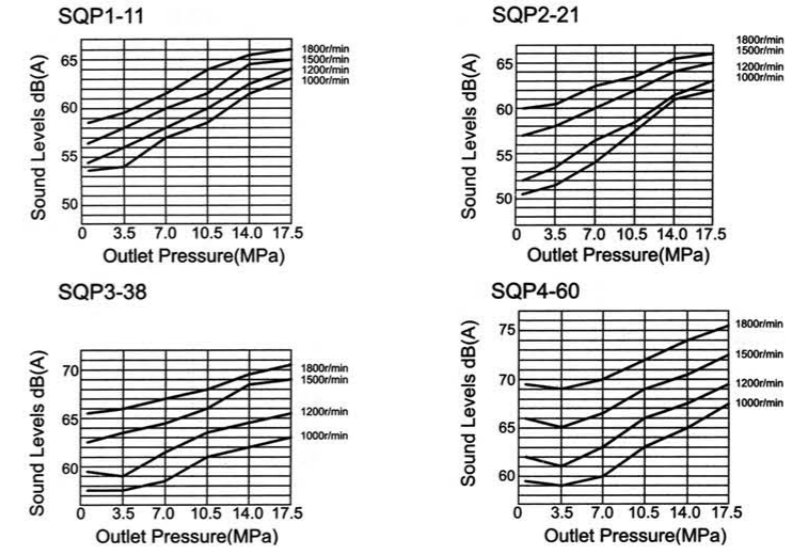 SQP1-11
Sound Levels dB(A)
65
60
55
50
1800r/min
1500r/min
1200r/min
1000r/min
0 3.5 7.0 10.5 14.0 17.5
Outlet Pressure(MPa)
SQP2-21
Sound Levels dB(A)
65
60
55
50
1800r/min
1500r/min
1200r/min
1000r/min
0 3.5 7.0 10.5 14.0 17.5
Outlet Pressure(MPa)
SQP3-38
Sound Levels dB(A)
70
65
60
1800r/min
1500r/min
1200r/min
1000r/min
0 3.5 7.0 10.5 14.0 17.5
Outlet Pressure(MPa)
SQP4-60
Sound Levels dB(A)
75
70
65
60
1800r/min
1500r/min
1200r/min
1000r/min
0 3.5 7.0 10.5 14.0 17.5
Outlet Pressure(MPa)